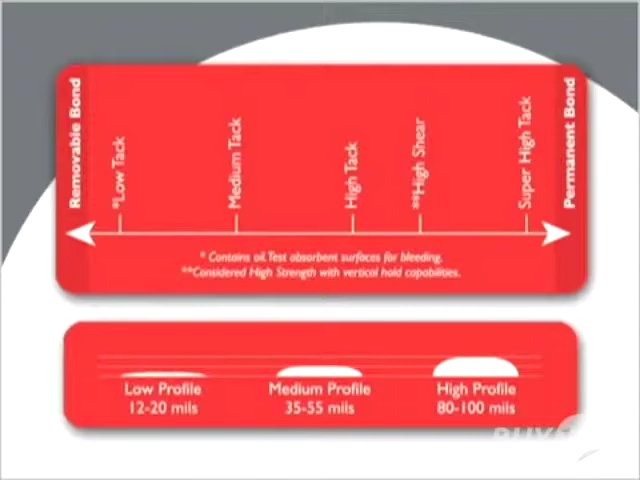 Removable Bond
*Low Tack
Medium Tack
High Tack
**High Shear
Super High Tack
Permanent Bond
* Contains oil. Test absorbent surfaces for bleeding.
**Considered High Strength with vertical hold capabilities.
Low Profile
12-20 mils
Medium Profile
35-55 mils
High Profile
80-100 mils